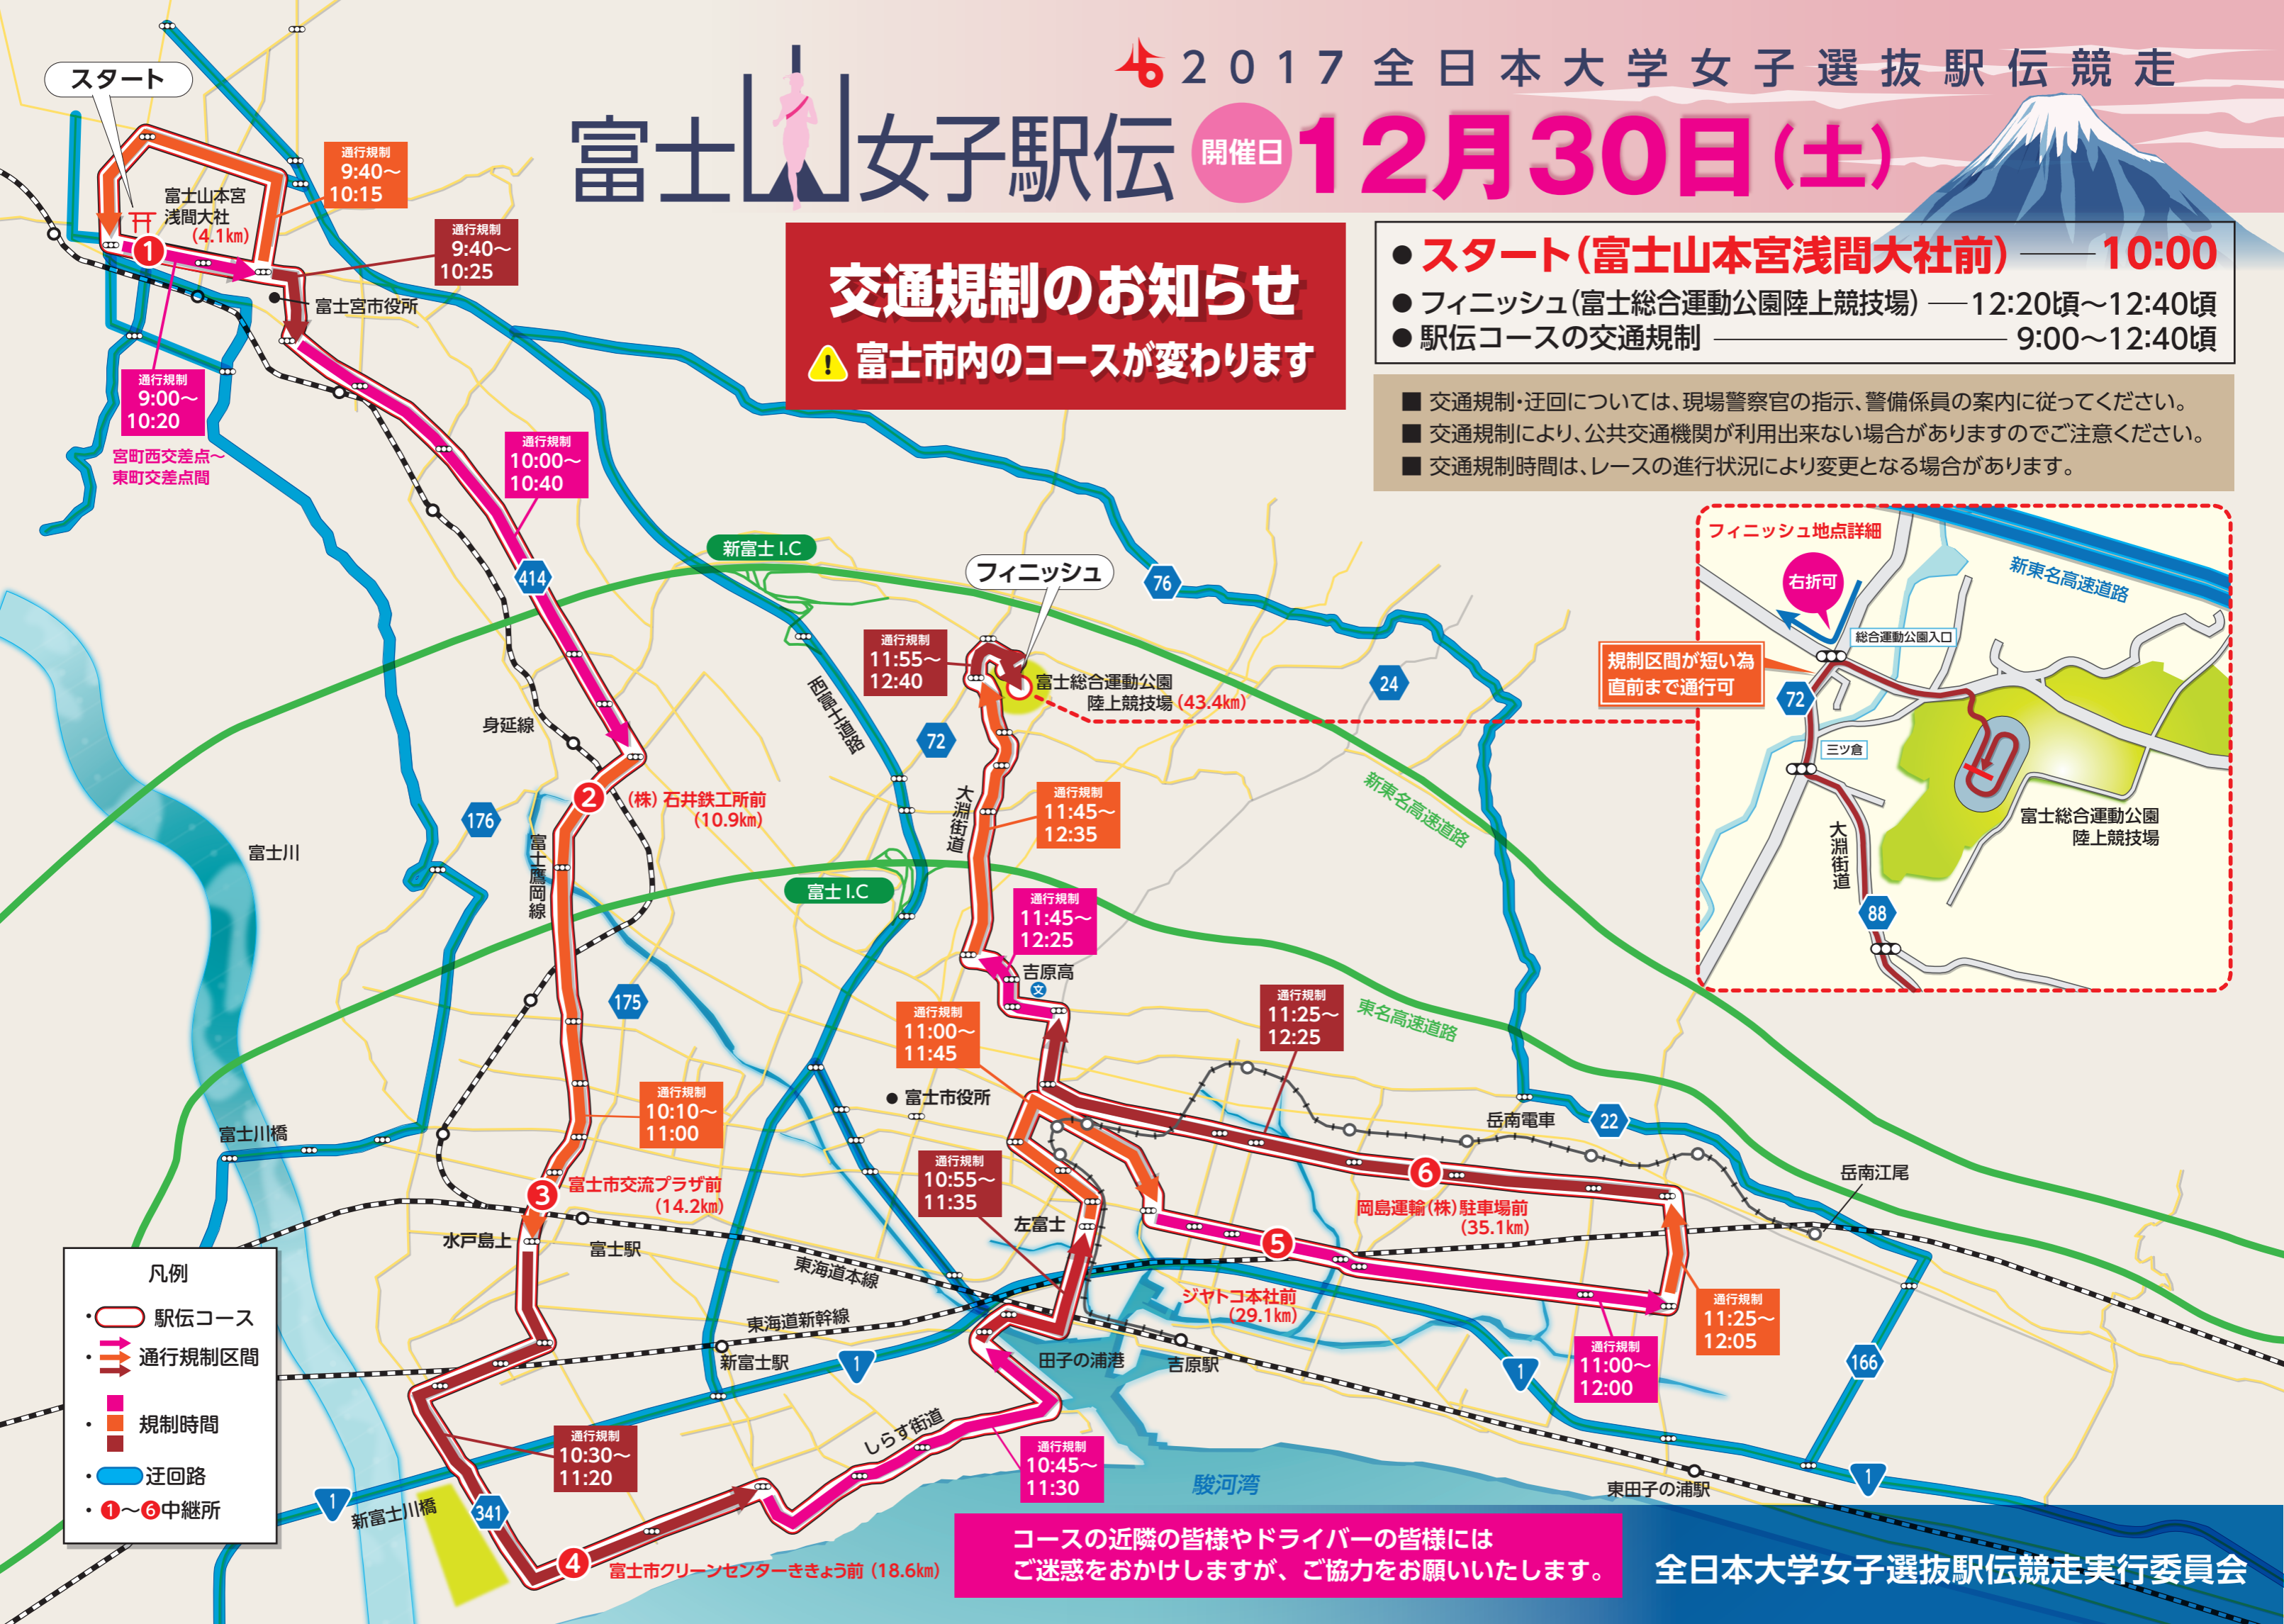 2017全日本大学女子選抜駅伝競走
富士山女子駅伝
開催日
12月30日(土)
交通規制のお知らせ
富士市内のコースが変わります
● スタート(富士山本宮浅間大社前) 10:00
● フィニッシュ(富士総合運動公園陸上競技場) 12:20頃～12:40頃
● 駅伝コースの交通規制 9:00～12:40頃
■ 交通規制・迂回については、現場警察官の指示、警備係員の案内に従ってください。
■ 交通規制により、公共交通機関が利用出来ない場合がありますのでご注意ください。
■ 交通規制時間は、レースの進行状況により変更となる場合があります。
スタート
富士山本宮
浅間大社
(4.1km)
1
通行規制
9:40～
10:15
通行規制
9:40～
10:25
富士宮市役所
通行規制
9:00～
10:20
宮町西交差点～
東町交差点間
通行規制
10:00～
10:40
414
新富士 I.C
フィニッシュ
76
通行規制
11:55～
12:40
富士総合運動公園
陸上競技場(43.4km)
24
西富士道路
72
身延線
2
(株)石井鉄工所前
(10.9km)
176
富士川
富士鷹岡線
大淵街道
通行規制
11:45～
12:35
新東名高速道路
富士 I.C
通行規制
11:45～
12:25
吉原高
文
175
通行規制
11:00～
11:45
通行規制
11:25～
12:25
東名高速道路
富士市役所
通行規制
10:10～
11:00
岳南電車
22
富士川橋
岳南江尾
通行規制
10:55～
11:35
6
岡島運輸(株)駐車場前
(35.1km)
3
富士市交流プラザ前
(14.2km)
左富士
5
水戸島上
富士駅
東海道本線
ジヤトコ本社前
(29.1km)
通行規制
11:25～
12:05
東海道新幹線
新富士駅
1
田子の浦港
吉原駅
1
通行規制
11:00～
12:00
166
しらす街道
通行規制
10:30～
11:20
通行規制
10:45～
11:30
駿河湾
東田子の浦駅
1
1
新富士川橋
341
4
富士市クリーンセンターききょう前(18.6km)
フィニッシュ地点詳細
右折可
新東名高速道路
総合運動公園入口
規制区間が短い為
直前まで通行可
72
三ツ倉
富士総合運動公園
陸上競技場
大淵街道
88
凡例
・駅伝コース
・通行規制区間
・規制時間
・迂回路
・❶～❻中継所
コースの近隣の皆様やドライバーの皆様には
ご迷惑をおかけしますが、ご協力をお願いいたします。
全日本大学女子選抜駅伝競走実行委員会